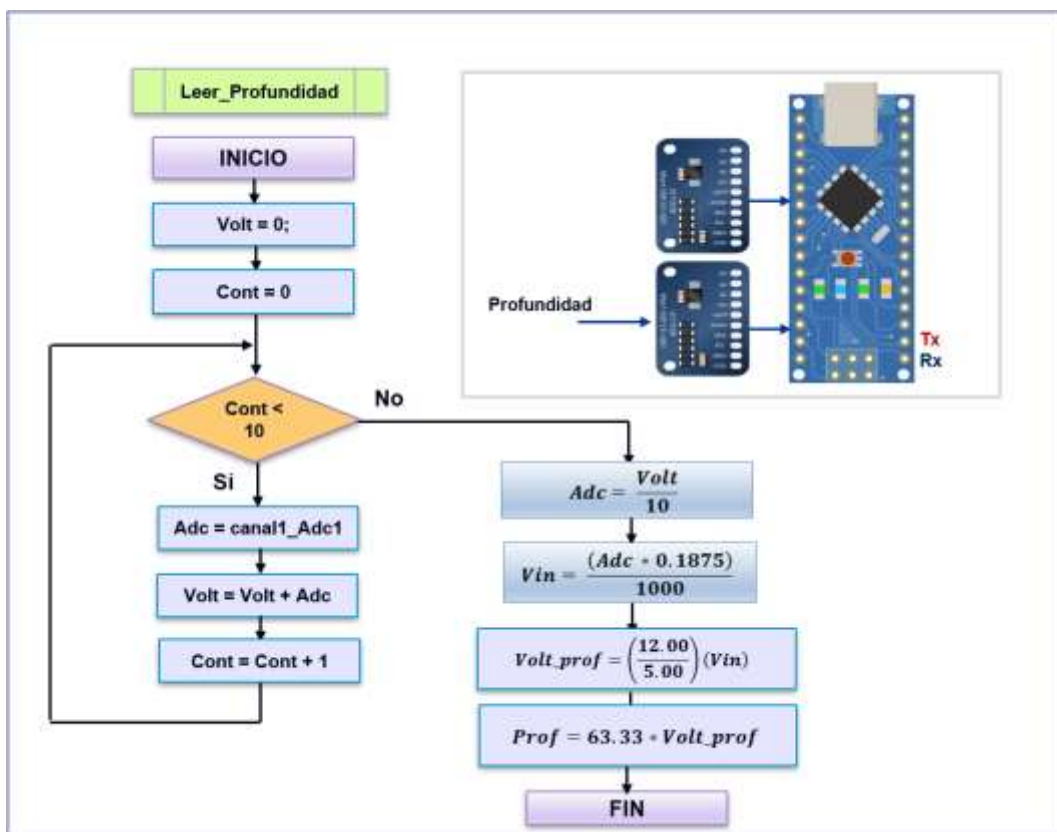 Leer_Profundidad
INICIO
Volt = 0;
Cont = 0
Cont <
10
No
Si
Adc = canal1_Adc1
Volt = Volt + Adc
Cont = Cont + 1
Adc = Volt / 10
Vin = (Adc * 0.1875) / 1000
Volt_prof = (12.00 / 5.00) (Vin)
Prof = 63.33 * Volt_prof
FIN
Profundidad
Tx
Rx